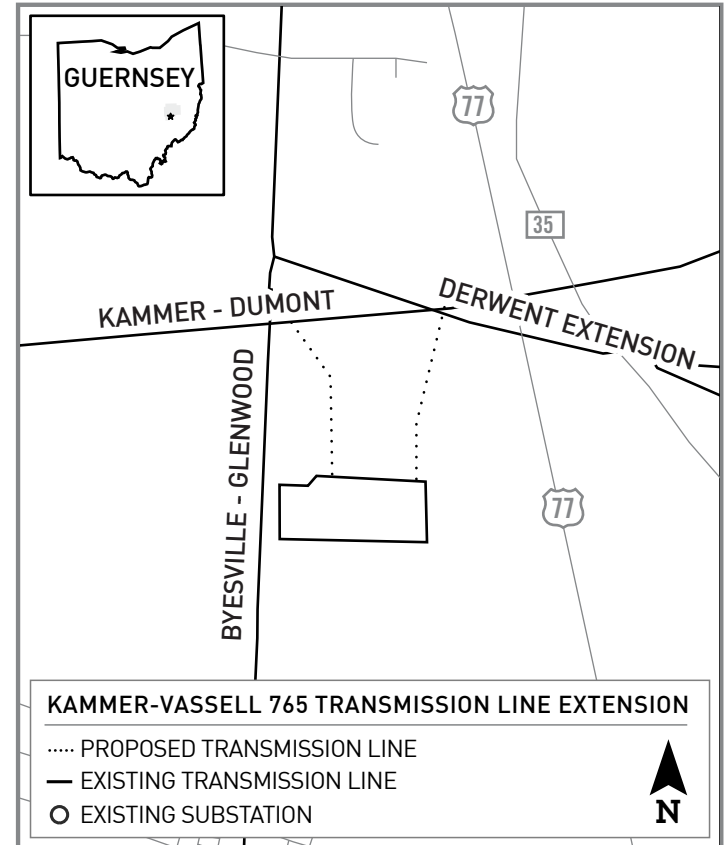 GUERNSEY
77
35
KAMMER - DUMONT
DERWENT EXTENSION
BYESVILLE - GLENWOOD
77
KAMMER-VASSELL 765 TRANSMISSION LINE EXTENSION
PROPOSED TRANSMISSION LINE
EXISTING TRANSMISSION LINE
EXISTING SUBSTATION
N